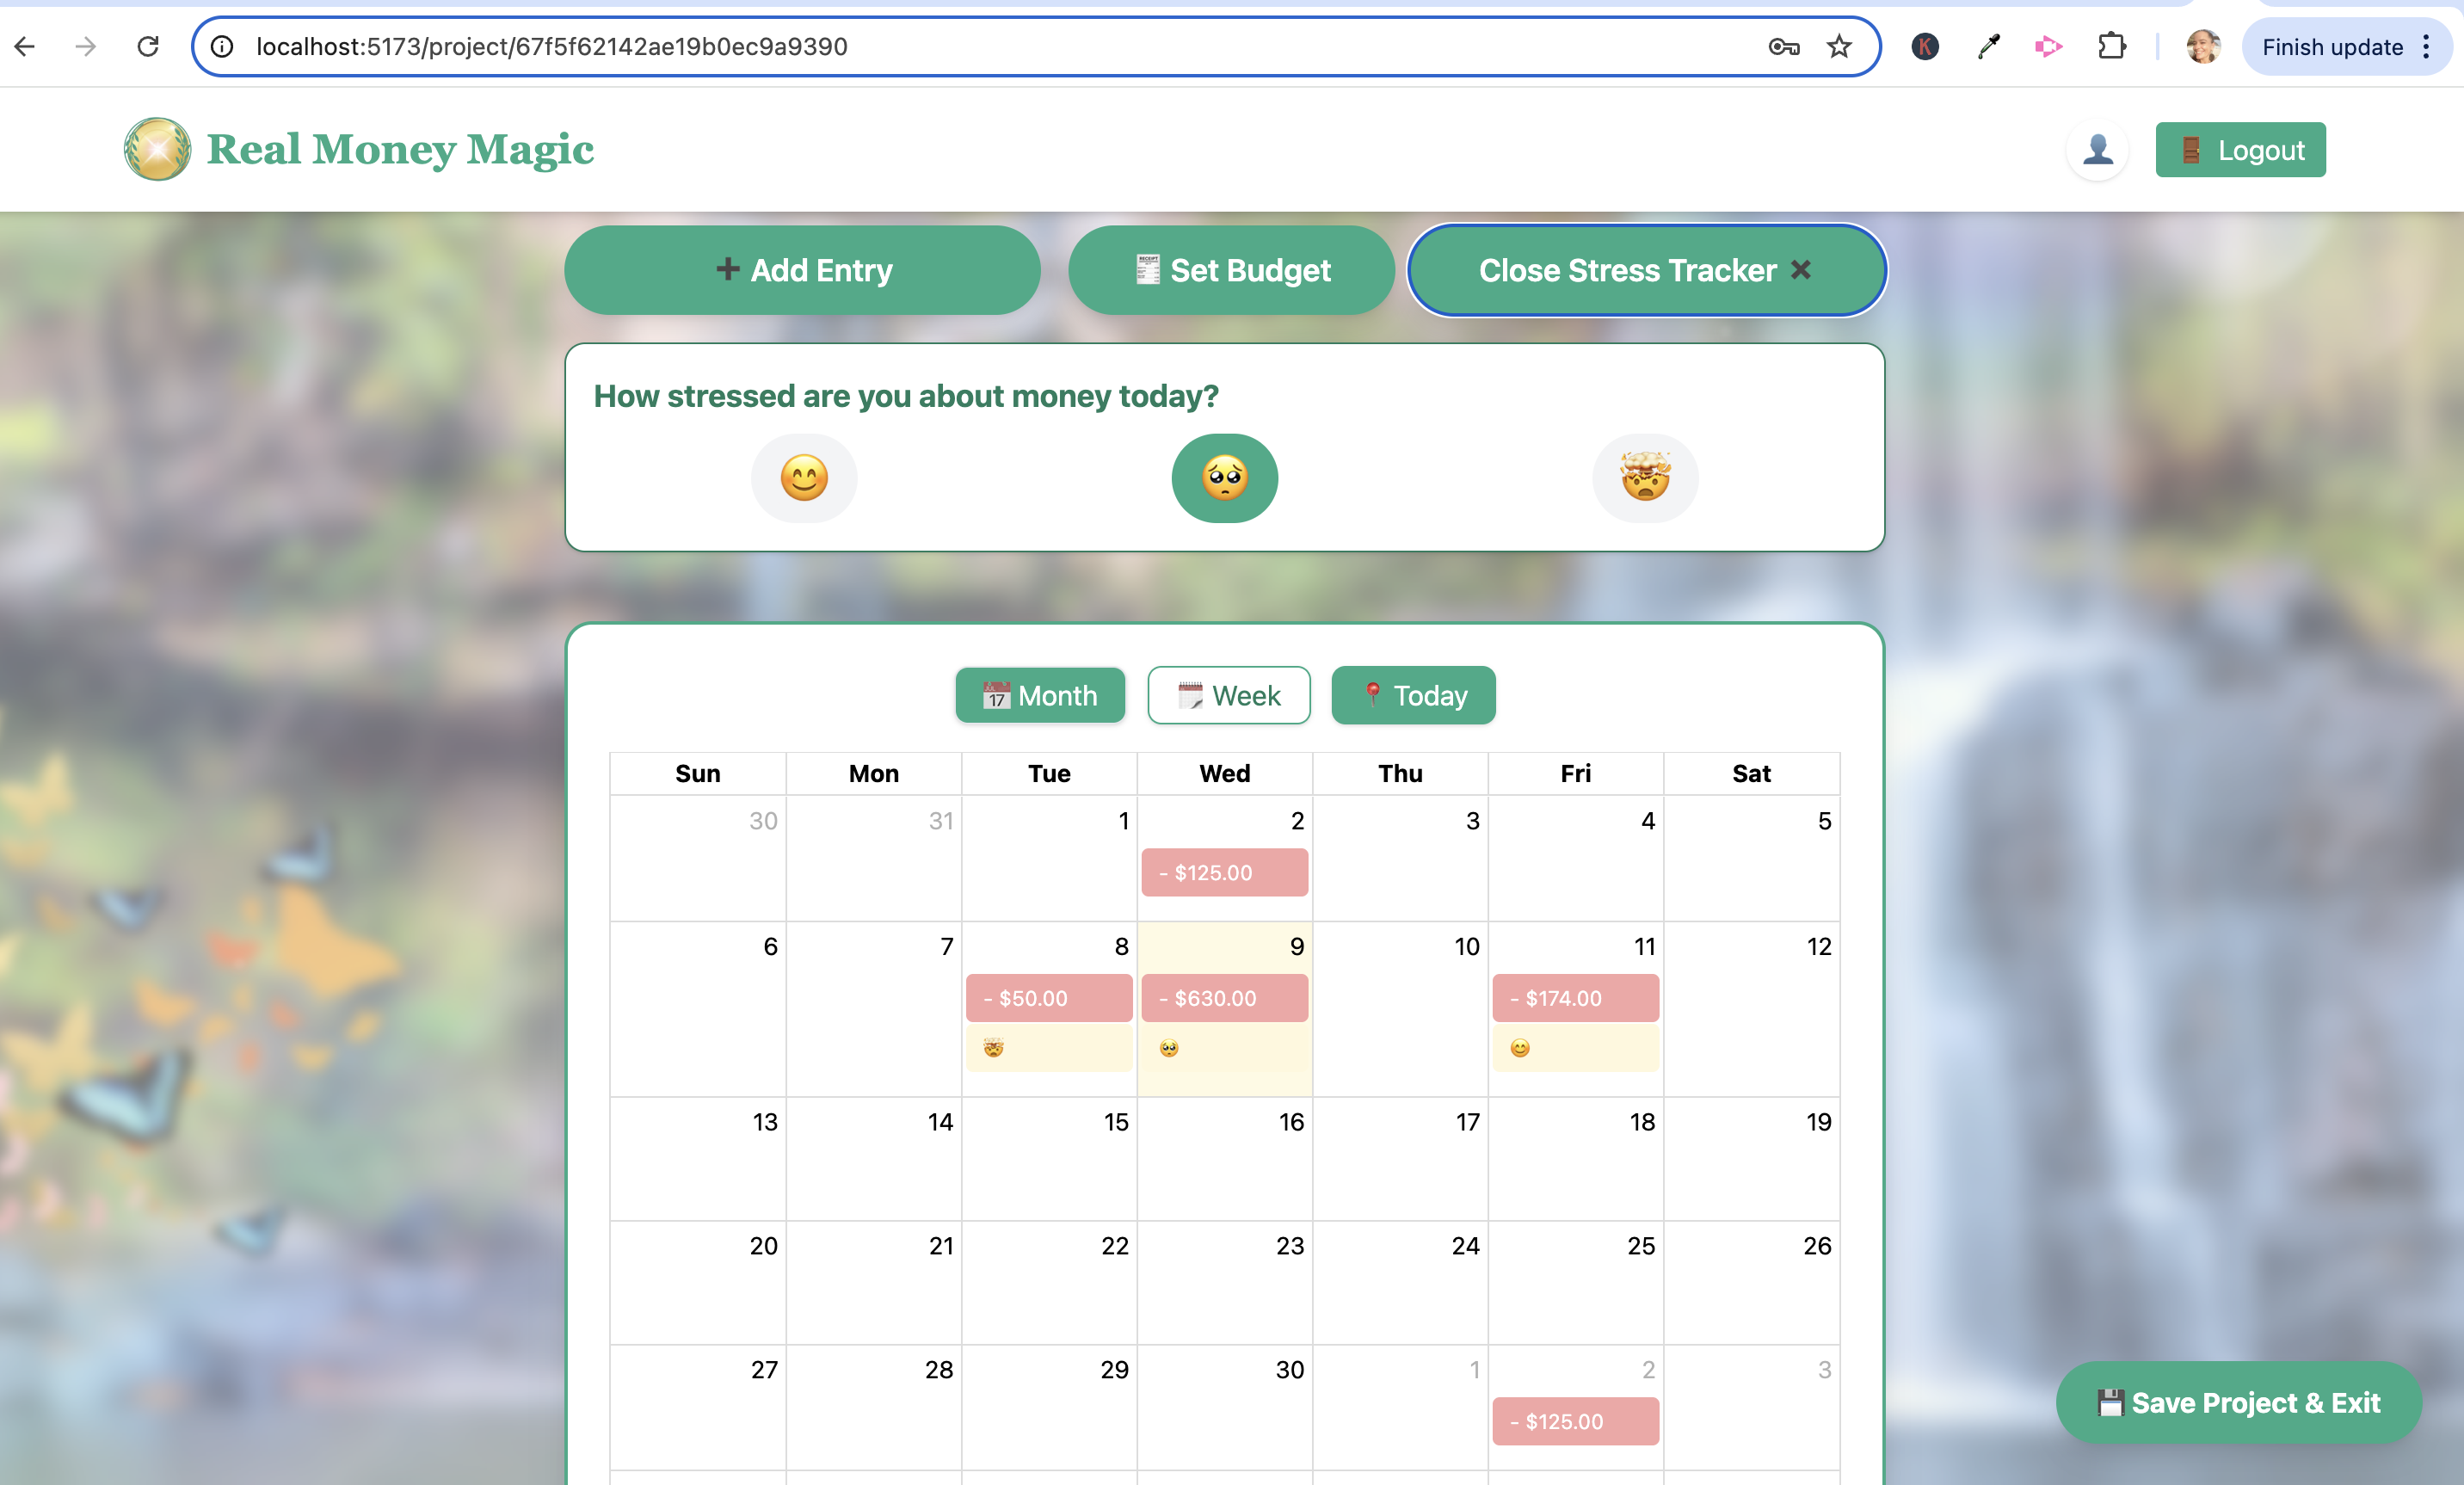 localhost:5173/project/67f5f62142ae19b0ec9a9390
K
Finish update
Real Money Magic
🚪 Logout
➕ Add Entry
🧾 Set Budget
Close Stress Tracker ✖
How stressed are you about money today?
😊 🥺 🤯
📅 Month
🗓️ Week
📍 Today
Sun Mon Tue Wed Thu Fri Sat
30 31 1 2 3 4 5
- $125.00
6 7 8 9 10 11 12
- $50.00 - $630.00 - $174.00
🤯 🥺 😊
13 14 15 16 17 18 19
20 21 22 23 24 25 26
27 28 29 30 1 2 3
- $125.00
💾 Save Project & Exit